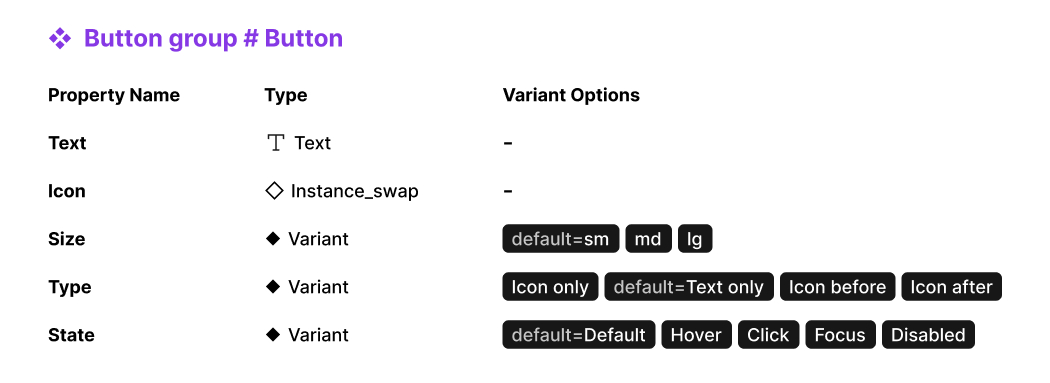 Button group # Button
Property Name Type Variant Options
Text Text -
Icon Instance_swap -
Size Variant default=sm md lg
Type Variant Icon only default=Text only Icon before Icon after
State Variant default=Default Hover Click Focus Disabled